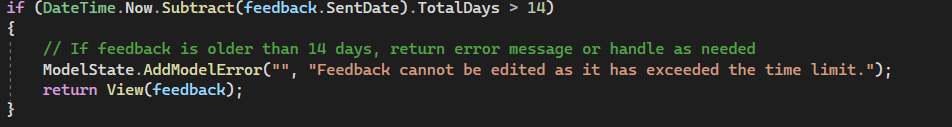 if (DateTime.Now.Subtract(feedback.SentDate).TotalDays > 14)
{
// If feedback is older than 14 days, return error message or handle as needed
ModelState.AddModelError("", "Feedback cannot be edited as it has exceeded the time limit.");
return View(feedback);
}